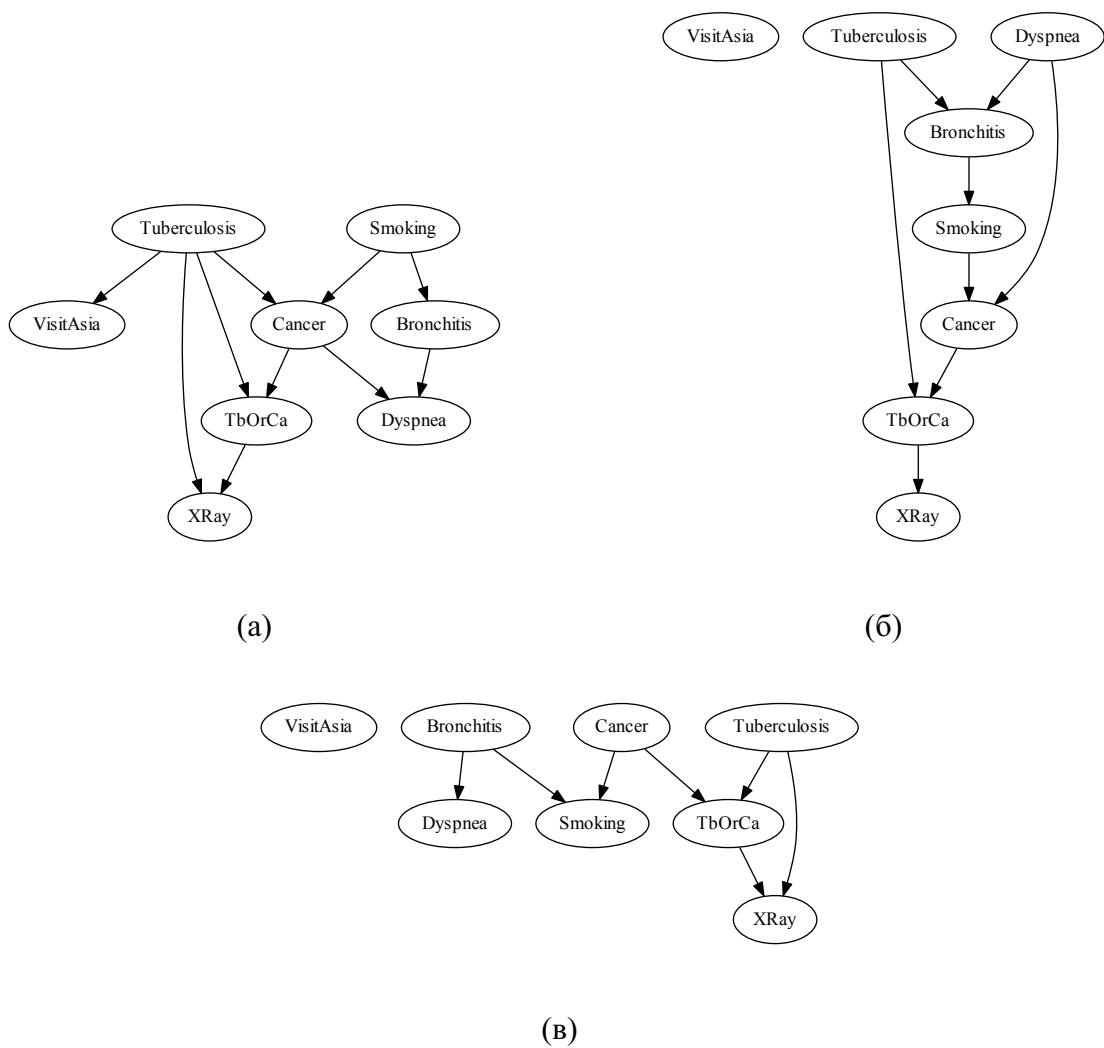 VisitAsia
Tuberculosis
Dyspnea
Bronchitis
Smoking
Cancer
TbOrCa
XRay
(б)
Tuberculosis
Smoking
VisitAsia
Cancer
Bronchitis
TbOrCa
Dyspnea
XRay
(а)
VisitAsia
Bronchitis
Cancer
Tuberculosis
Dyspnea
Smoking
TbOrCa
XRay
(в)